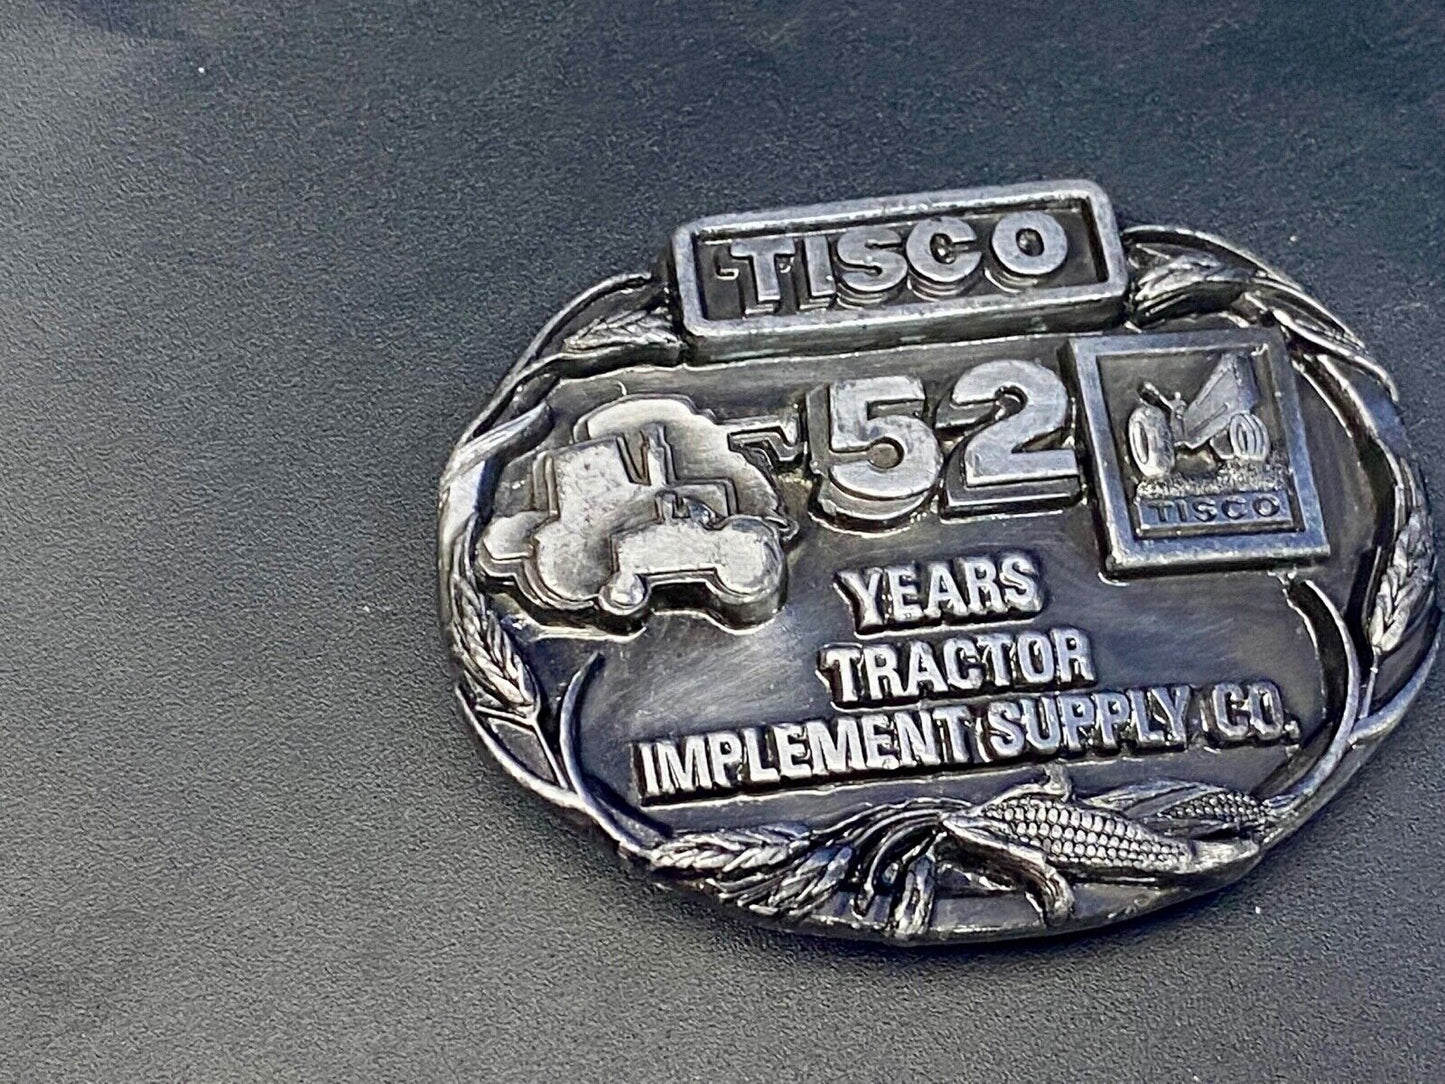 TISCO
52
TISCO
YEARS
TRACTOR
IMPLEMENT SUPPLY CO.